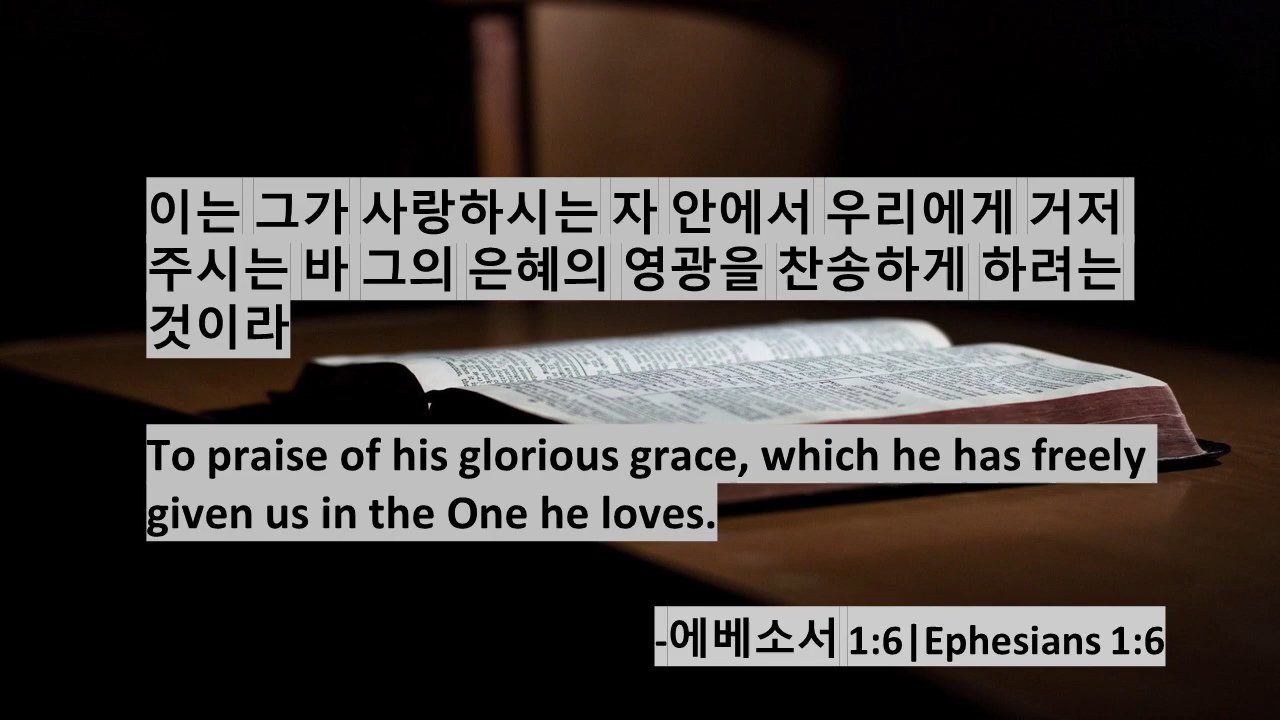 이는 그가 사랑하시는 자 안에서 우리에게 거저
주시는 바 그의 은혜의 영광을 찬송하게 하려는
것이라
To praise of his glorious grace, which he has freely
given us in the One he loves.
-에베소서 1:6|Ephesians 1:6